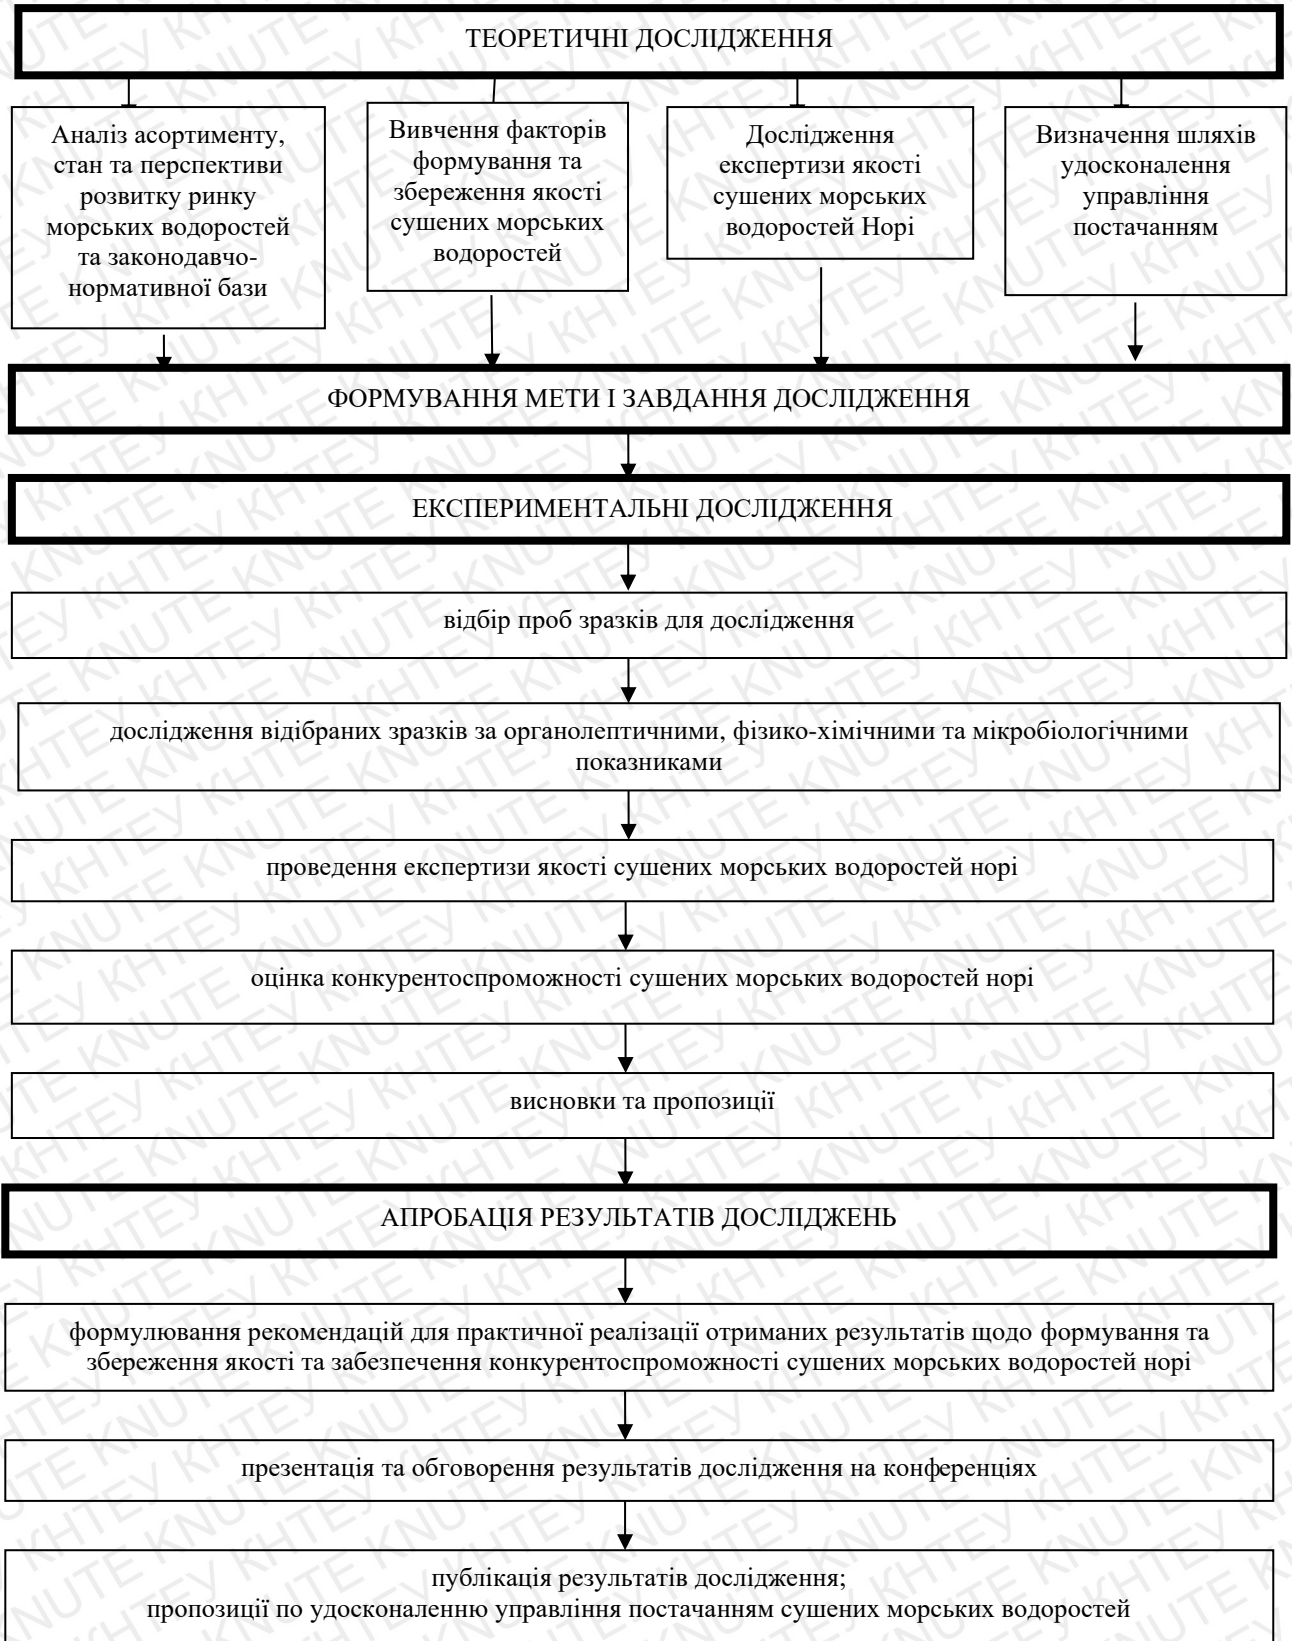 ТЕОРЕТИЧНІ ДОСЛІДЖЕННЯ
Аналіз асортименту,
стан та перспективи
розвитку ринку
морських водоростей
та законодавчо-
нормативної бази
Вивчення факторів
формування та
збереження якості
сушених морських
водоростей
Дослідження
експертизи якості
сушених морських
водоростей Норі
Визначення шляхів
удосконалення
управління
постачанням
ФОРМУВАННЯ МЕТИ І ЗАВДАННЯ ДОСЛІДЖЕННЯ
ЕКСПЕРИМЕНТАЛЬНІ ДОСЛІДЖЕННЯ
відбір проб зразків для дослідження
дослідження відібраних зразків за органолептичними, фізико-хімічними та мікробіологічними
показниками
проведення експертизи якості сушених морських водоростей норі
оцінка конкурентоспроможності сушених морських водоростей норі
висновки та пропозиції
АПРОБАЦІЯ РЕЗУЛЬТАТІВ ДОСЛІДЖЕНЬ
формулювання рекомендацій для практичної реалізації отриманих результатів щодо формування та
збереження якості та забезпечення конкурентоспроможності сушених морських водоростей норі
презентація та обговорення результатів дослідження на конференціях
публікація результатів дослідження;
пропозиції по удосконаленню управління постачанням сушених морських водоростей